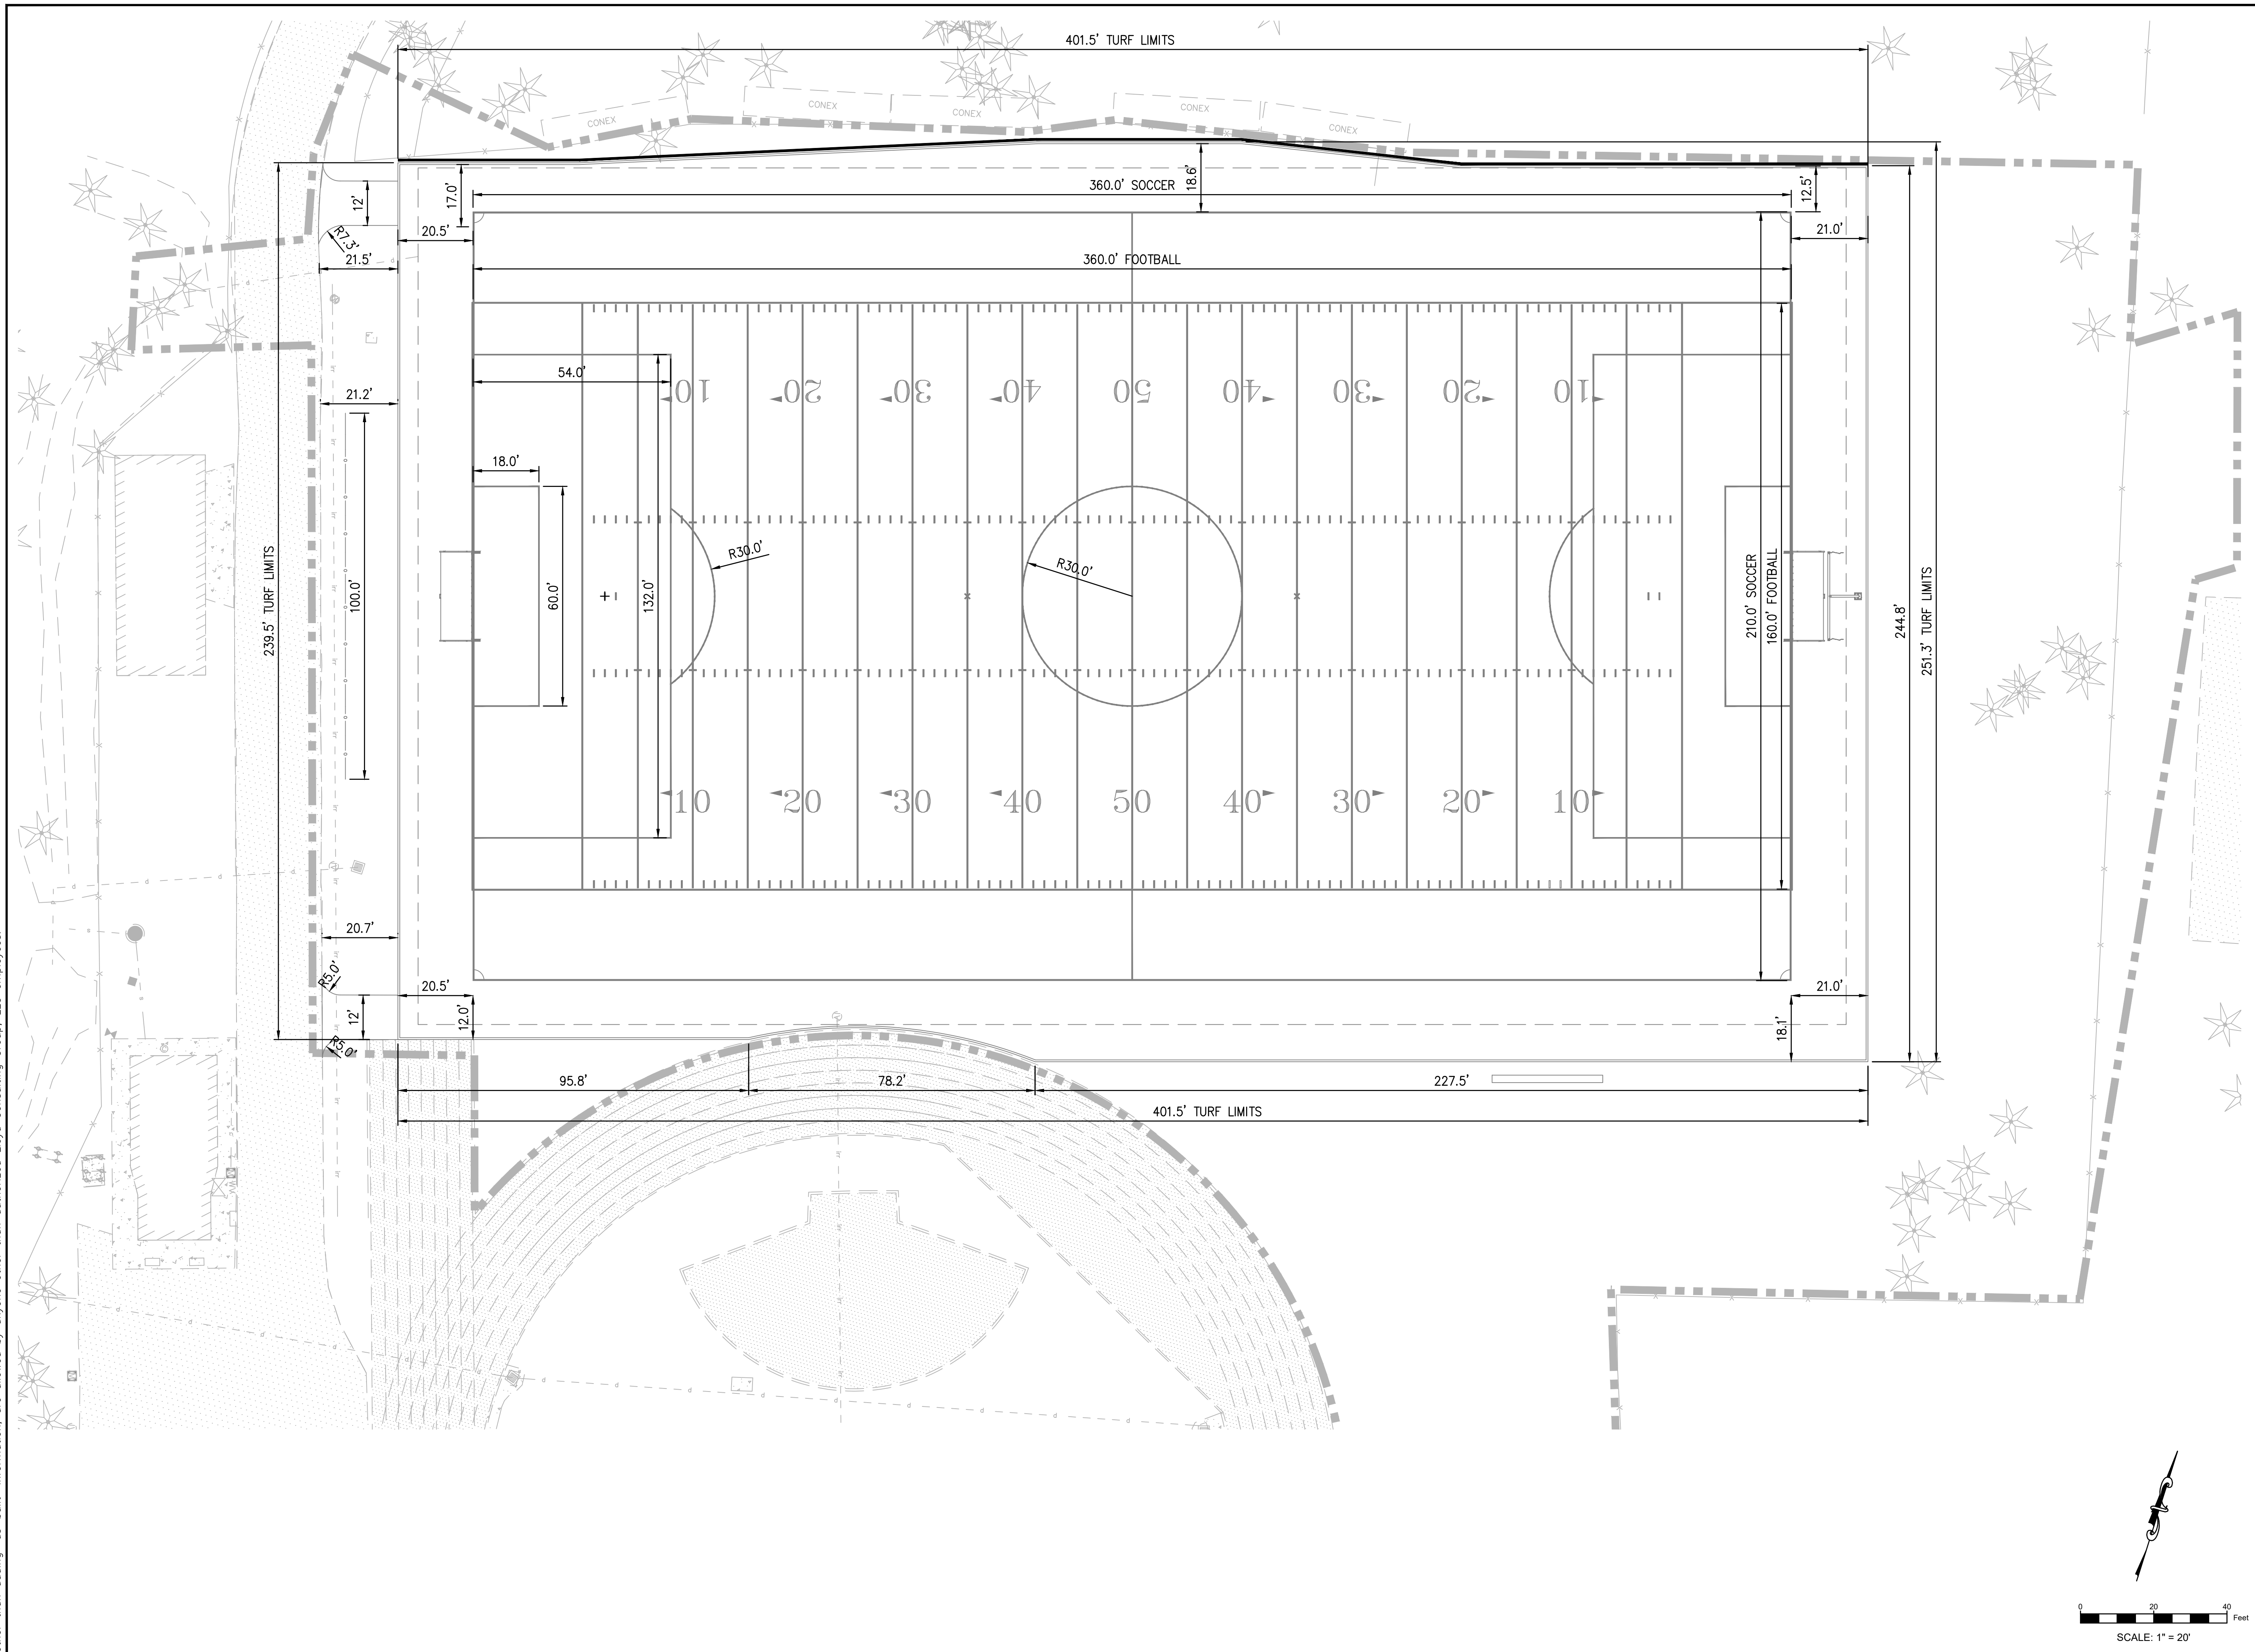 401.5' TURF LIMITS
CONEX
CONEX
CONEX
CONEX
CONEX
360.0' SOCCER
18.6'
17.0'
12.5'
12'
R7.3'
20.5'
21.0'
21.5'
360.0' FOOTBALL
54.0'
21.2'
10 20 30 40 50 40 30 20 10
18.0'
239.5' TURF LIMITS
100.0'
60.0'
132.0'
R30.0'
R30.0'
210.0' SOCCER
160.0' FOOTBALL
244.8'
251.3' TURF LIMITS
10 20 30 40 50 40 30 20 10
20.7'
R5.0'
20.5'
21.0'
12'
12.0'
18.1'
R5.0'
95.8'
78.2'
227.5'
401.5' TURF LIMITS
0 20 40
Feet
SCALE: 1" = 20'